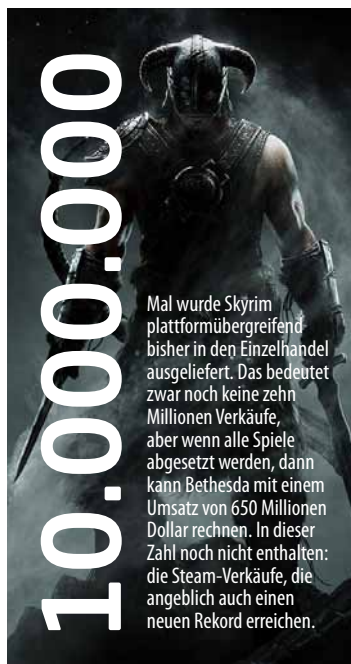 10.000.000
Mal wurde Skyrim
plattformübergreifend
bisher in den Einzelhandel
ausgeliefert. Das bedeutet
zwar noch keine zehn
Millionen Verkäufe,
aber wenn alle Spiele
abgesetzt werden, dann
kann Bethesda mit einem
Umsatz von 650 Millionen
Dollar rechnen. In dieser
Zahl noch nicht enthalten:
die Steam-Verkäufe, die
angeblich auch einen
neuen Rekord erreichen.